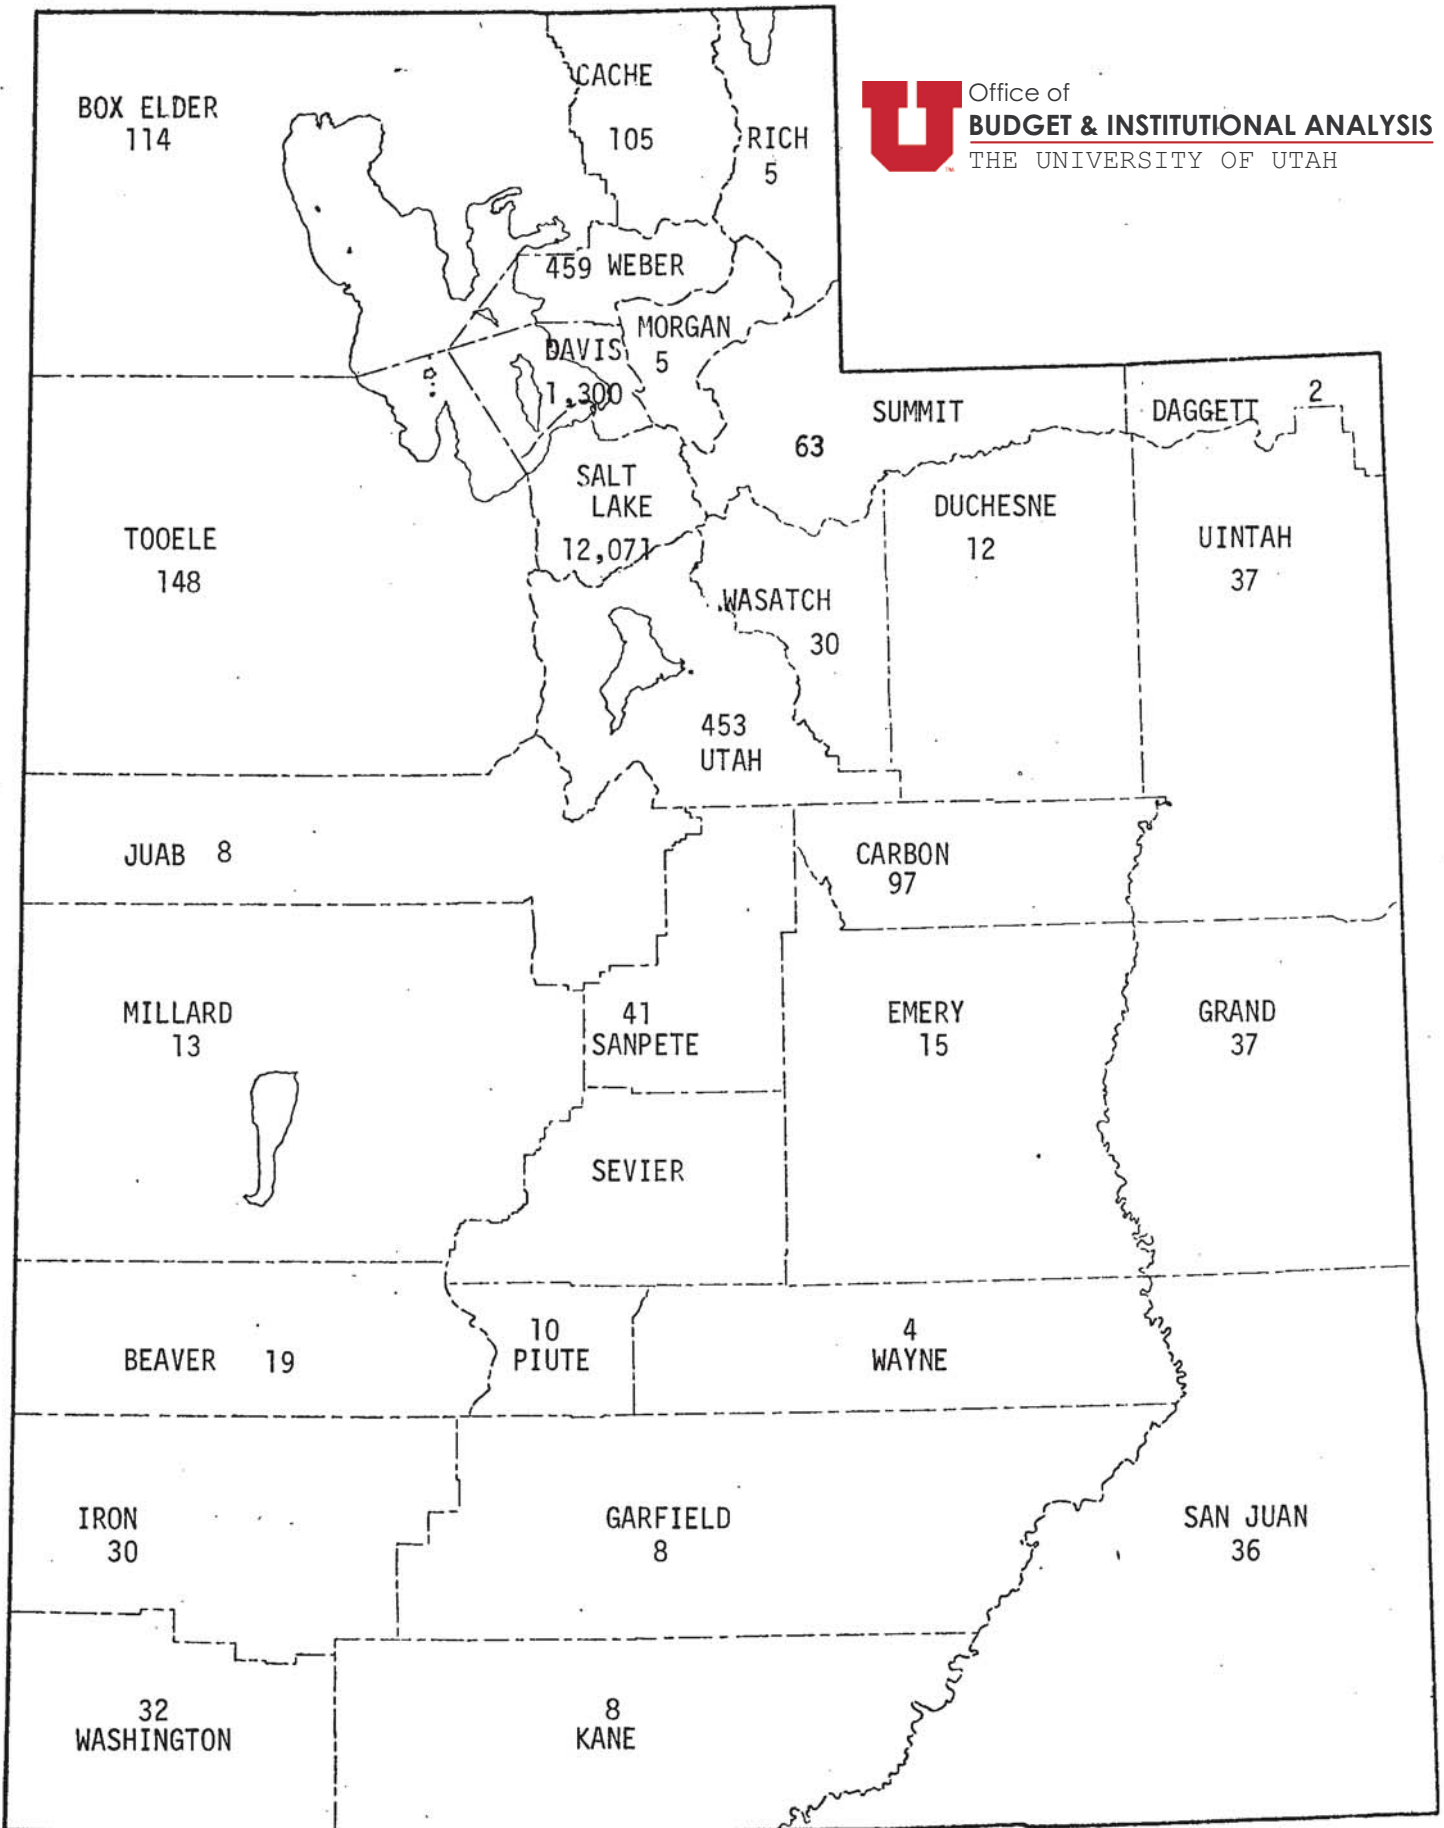 Office of
BUDGET & INSTITUTIONAL ANALYSIS
THE UNIVERSITY OF UTAH
U
TM
BOX ELDER
114
CACHE
105
RICH
5
459 WEBER
MORGAN
5
DAVIS
1,300
SUMMIT
63
DAGGETT
2
SALT
LAKE
12,071
TOOELE
148
DUCHESNE
12
UINTAH
37
WASATCH
30
453
UTAH
JUAB 8
CARBON
97
MILLARD
13
41
SANPETE
EMERY
15
GRAND
37
SEVIER
BEAVER 19
10
PIUTE
4
WAYNE
IRON
30
GARFIELD
8
SAN JUAN
36
32
WASHINGTON
8
KANE